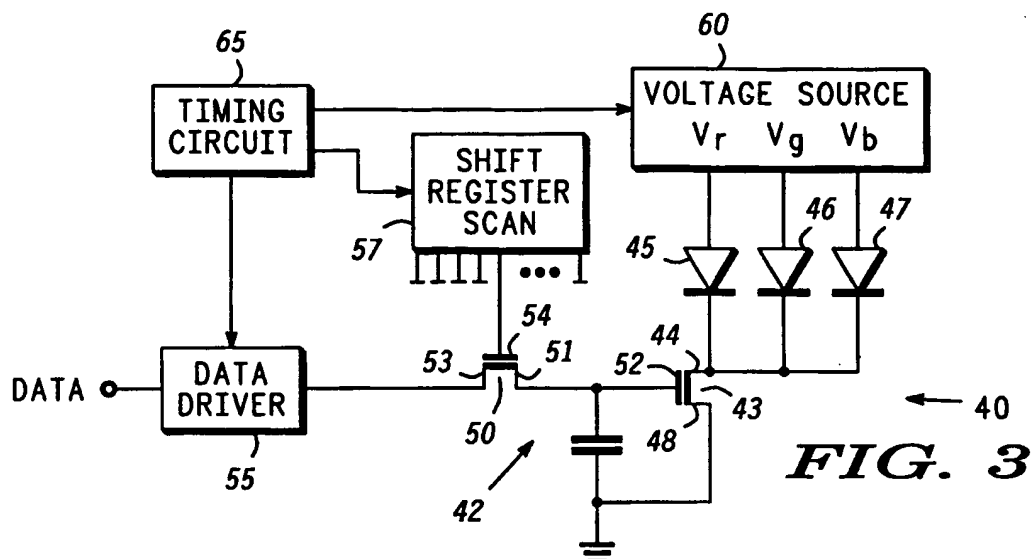 65
60
TIMING
CIRCUIT
VOLTAGE SOURCE
Vr Vg Vb
SHIFT
REGISTER
SCAN
57
45
46
47
54
53
51
50
52
44
43
48
DATA
DATA
DRIVER
55
42
40
FIG. 3